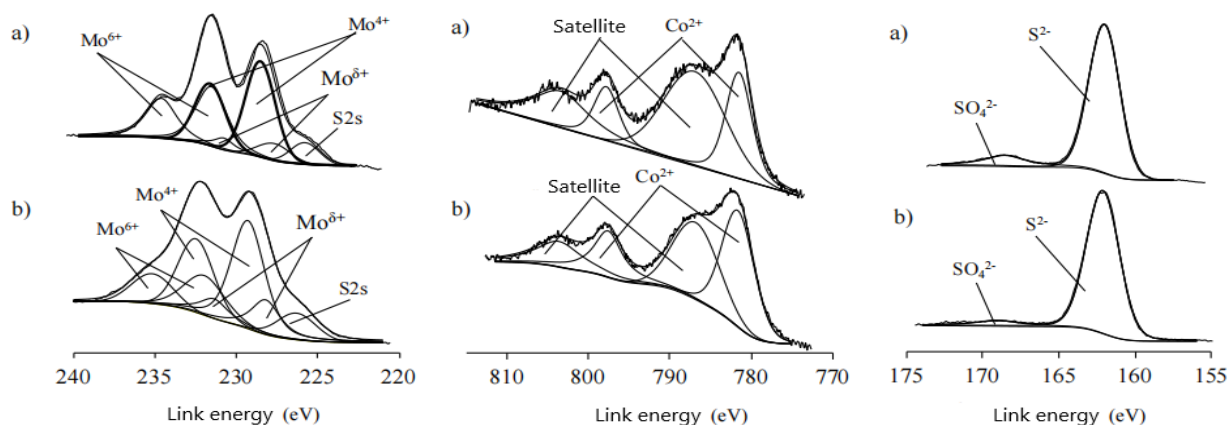 a)
Mo⁶⁺
Mo⁴⁺
Moᵟ⁺
S2s
b)
Mo⁴⁺
Mo⁶⁺
Moᵟ⁺
S2s
240 235 230 225 220
Link energy (eV)
a)
Satellite
Co²⁺
b)
Satellite
Co²⁺
810 800 790 780 770
Link energy (eV)
a)
S²⁻
SO₄²⁻
b)
S²⁻
SO₄²⁻
175 170 165 160 155
Link energy (eV)